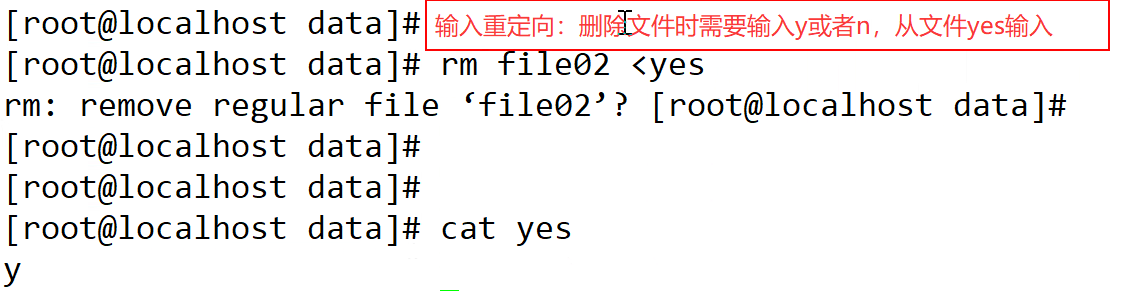 [root@localhost data]# 输入重定向：删除文件时需要输入y或者n，从文件yes输入
[root@localhost data]# rm file02 <yes
rm: remove regular file ‘file02’? [root@localhost data]#
[root@localhost data]#
[root@localhost data]#
[root@localhost data]# cat yes
y